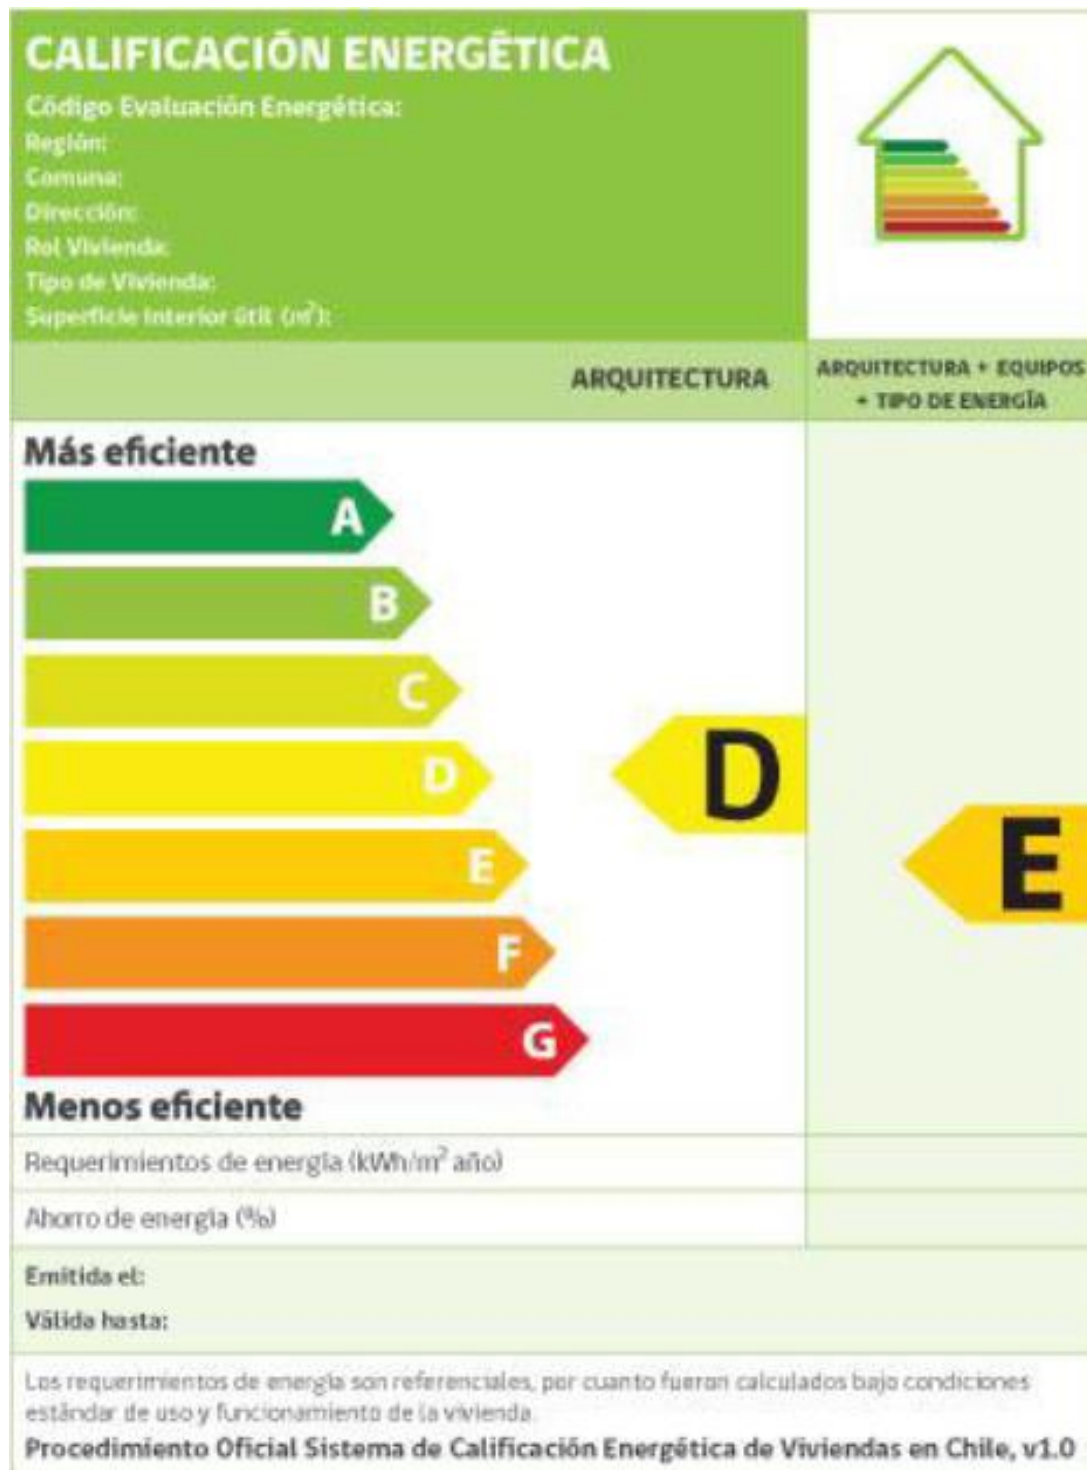 CALIFICACIÓN ENERGÉTICA
Código Evaluación Energética:
Región:
Comuna:
Dirección:
Rol Vivienda:
Tipo de Vivienda:
Superficie interior útil (m²):
ARQUITECTURA
ARQUITECTURA + EQUIPOS
+ TIPO DE ENERGÍA
Más eficiente
A
B
C
D
D
E
E
F
G
Menos eficiente
Requerimientos de energía (kWh/m² año)
Ahorro de energía (%)
Emitida el:
Válida hasta:
Los requerimientos de energía son referenciales, por cuanto fueron calculados bajo condiciones
estándar de uso y funcionamiento de la vivienda.
Procedimiento Oficial Sistema de Calificación Energética de Viviendas en Chile, v1.0